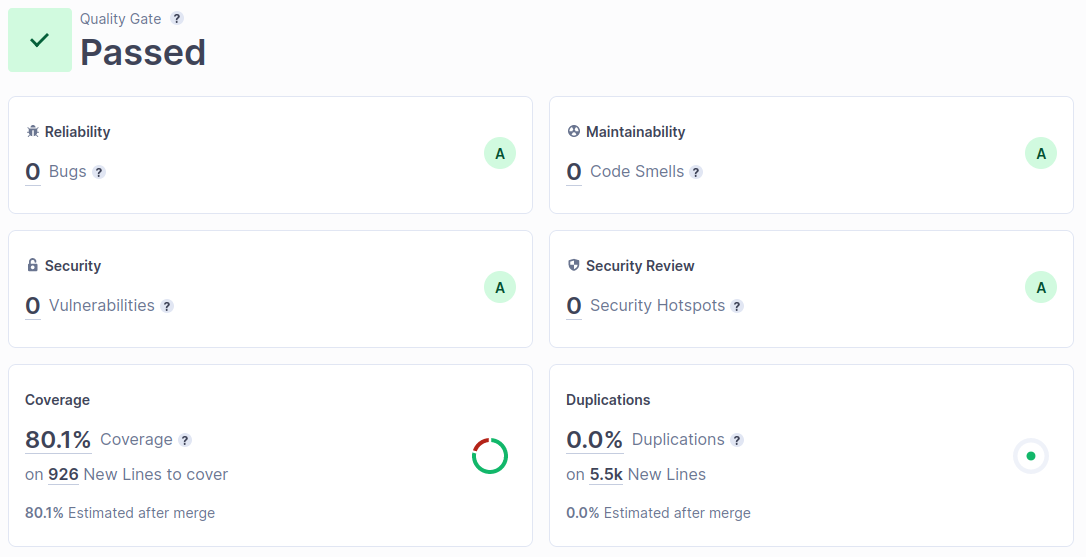 Quality Gate ?
Passed
Reliability
0 Bugs ?
A
Maintainability
0 Code Smells ?
A
Security
0 Vulnerabilities ?
A
Security Review
0 Security Hotspots ?
A
Coverage
80.1% Coverage ?
on 926 New Lines to cover
80.1% Estimated after merge
Duplications
0.0% Duplications ?
on 5.5k New Lines
0.0% Estimated after merge